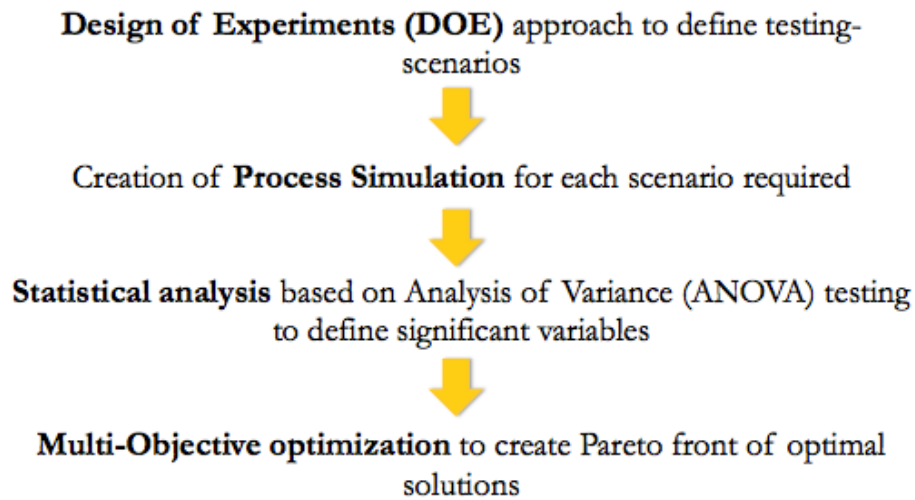 Design of Experiments (DOE) approach to define testing-
scenarios
Creation of Process Simulation for each scenario required
Statistical analysis based on Analysis of Variance (ANOVA) testing
to define significant variables
Multi-Objective optimization to create Pareto front of optimal
solutions